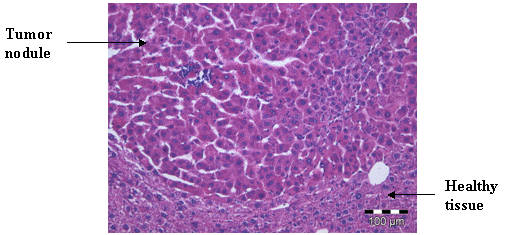 Tumor
nodule
Healthy
tissue
100 µm